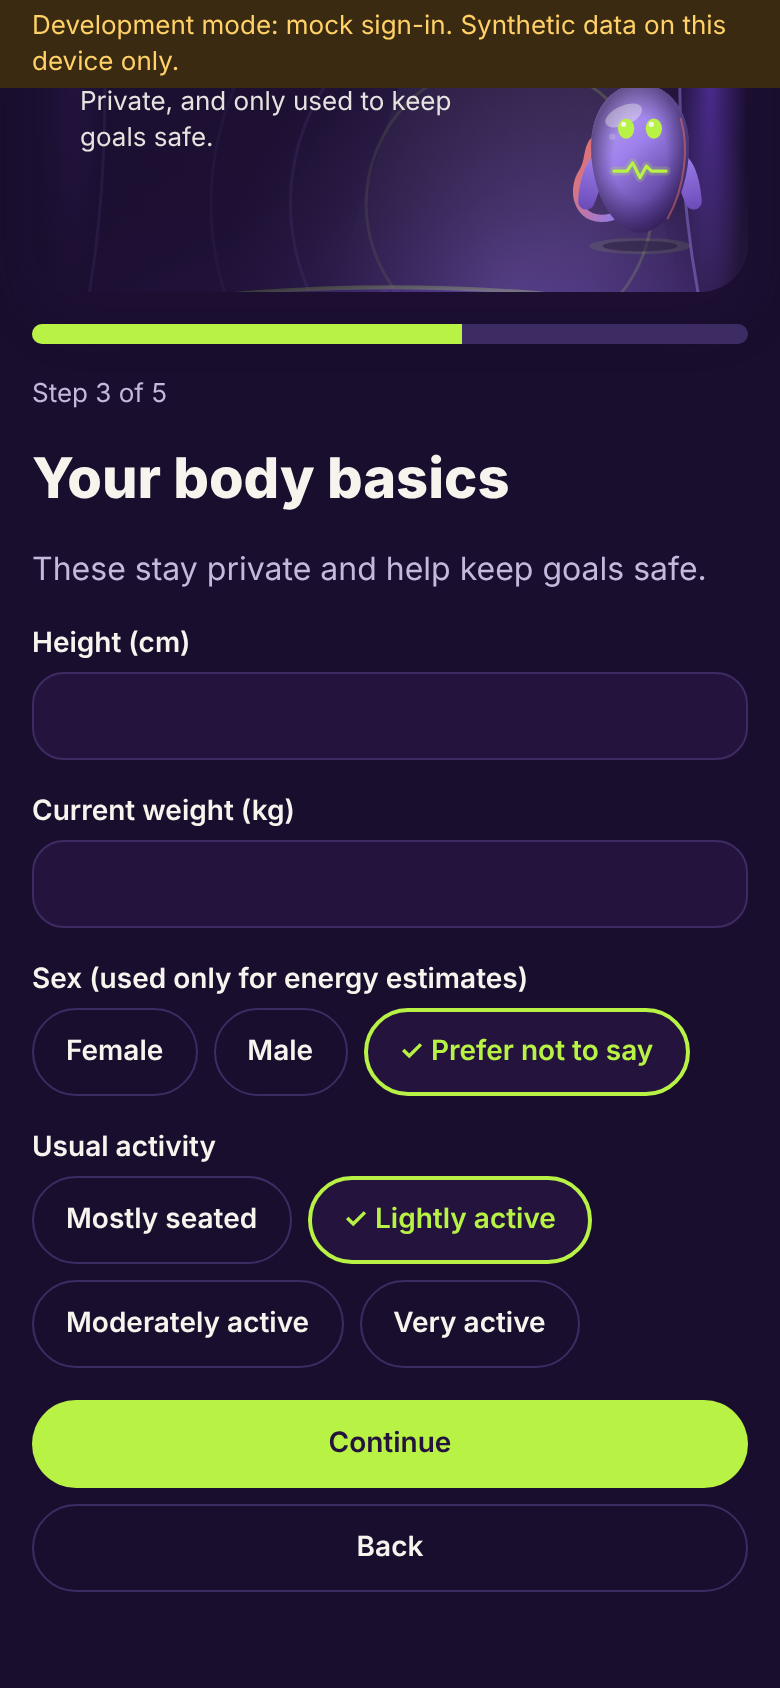 Development mode: mock sign-in. Synthetic data on this
device only.
Private, and only used to keep
goals safe.
Step 3 of 5
Your body basics
These stay private and help keep goals safe.
Height (cm)
Current weight (kg)
Sex (used only for energy estimates)
Female Male ✓ Prefer not to say
Usual activity
Mostly seated ✓ Lightly active
Moderately active Very active
Continue
Back